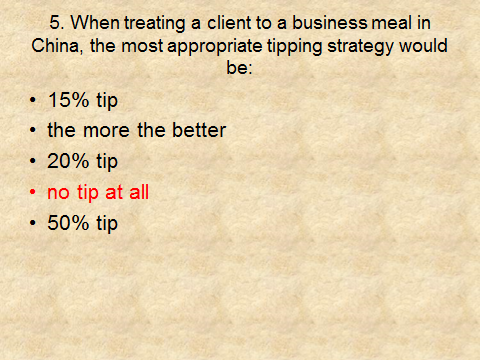 5. When treating a client to a business meal in
China, the most appropriate tipping strategy would
be:
• 15% tip
• the more the better
• 20% tip
• no tip at all
• 50% tip